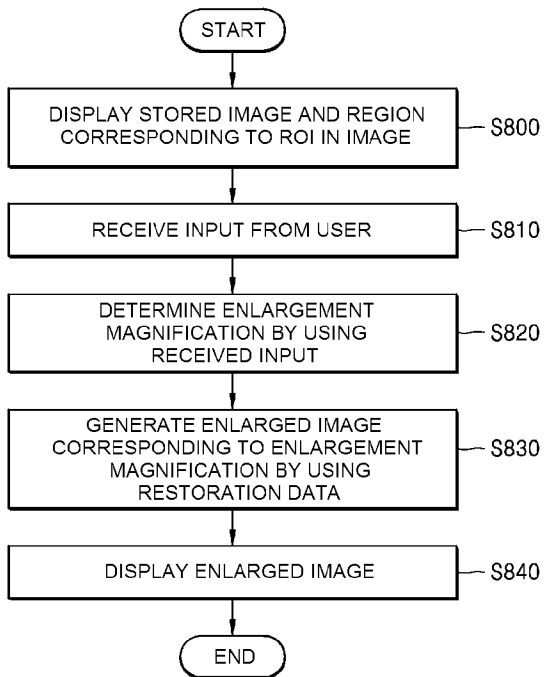 START
DISPLAY STORED IMAGE AND REGION
CORRESPONDING TO ROI IN IMAGE
S800
RECEIVE INPUT FROM USER
S810
DETERMINE ENLARGEMENT
MAGNIFICATION BY USING
RECEIVED INPUT
S820
GENERATE ENLARGED IMAGE
CORRESPONDING TO ENLARGEMENT
MAGNIFICATION BY USING
RESTORATION DATA
S830
DISPLAY ENLARGED IMAGE
S840
END